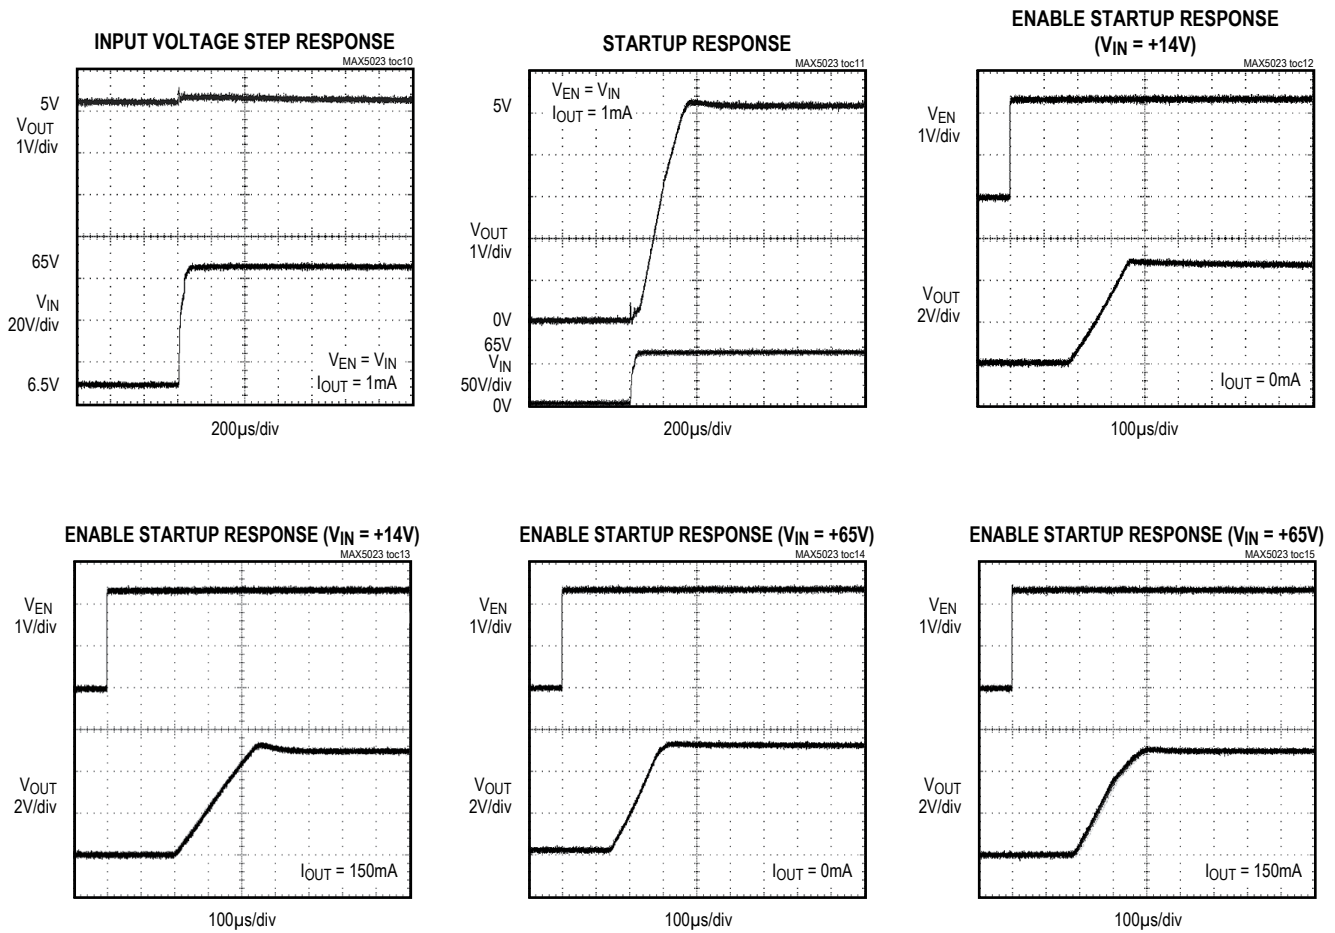 INPUT VOLTAGE STEP RESPONSE
MAX5023 toc10
5V
VOUT
1V/div
65V
VIN
20V/div
6.5V
VEN = VIN
IOUT = 1mA
200µs/div
STARTUP RESPONSE
MAX5023 toc11
VEN = VIN
IOUT = 1mA
5V
VOUT
1V/div
0V
65V
VIN
50V/div
0V
200µs/div
ENABLE STARTUP RESPONSE
(VIN = +14V)
MAX5023 toc12
VEN
1V/div
VOUT
2V/div
IOUT = 0mA
100µs/div
ENABLE STARTUP RESPONSE (VIN = +14V)
MAX5023 toc13
VEN
1V/div
VOUT
2V/div
IOUT = 150mA
100µs/div
ENABLE STARTUP RESPONSE (VIN = +65V)
MAX5023 toc14
VEN
1V/div
VOUT
2V/div
IOUT = 0mA
100µs/div
ENABLE STARTUP RESPONSE (VIN = +65V)
MAX5023 toc15
VEN
1V/div
VOUT
2V/div
IOUT = 150mA
100µs/div